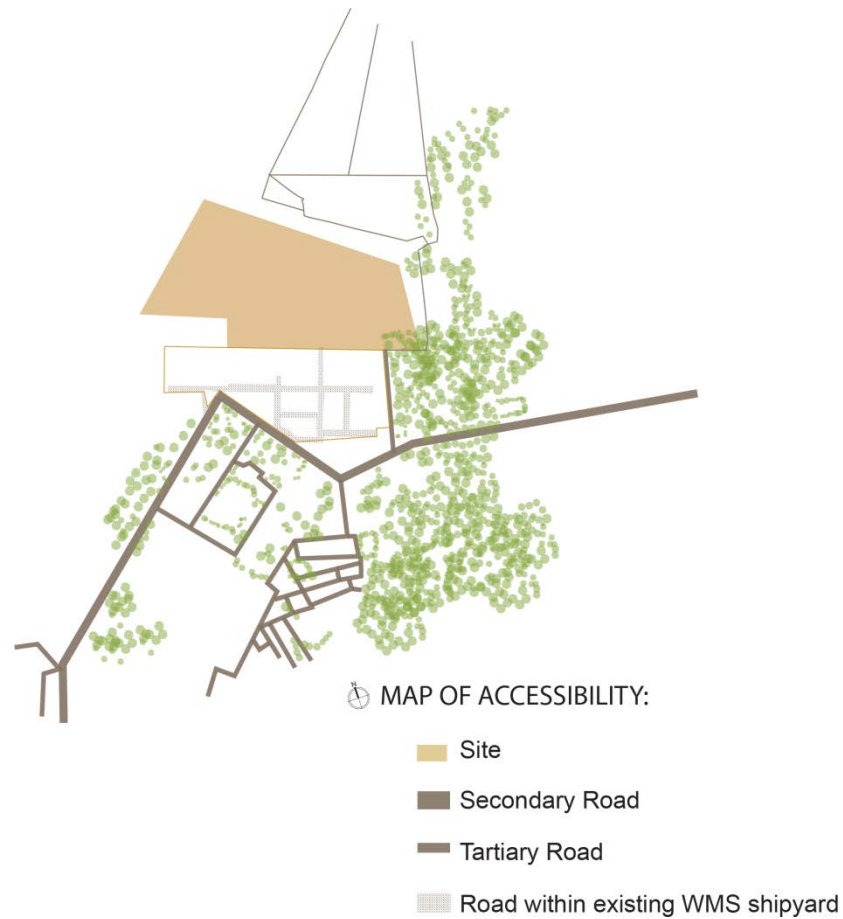 N
MAP OF ACCESSIBILITY:
Site
Secondary Road
Tartiary Road
Road within existing WMS shipyard